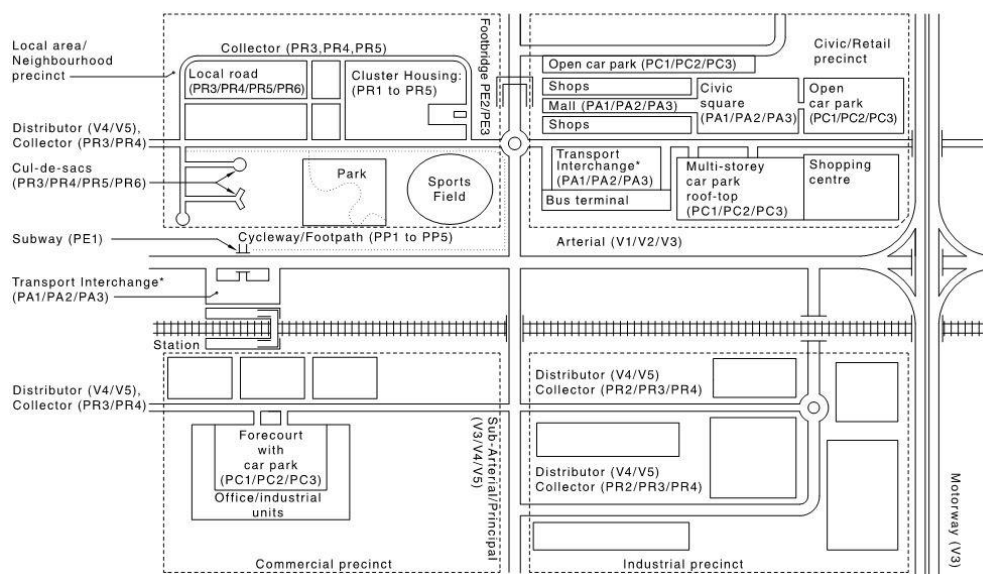 Local area/
Neighbourhood
precinct
Collector (PR3,PR4,PR5)
Local road
(PR3/PR4/PR5/PR6)
Cluster Housing:
(PR1 to PR5)
Footbridge PE2/PE3
Open car park (PC1/PC2/PC3)
Civic/Retail
precinct
Shops
Mall (PA1/PA2/PA3)
Shops
Civic
square
(PA1/PA2/PA3)
Open
car park
(PC1/PC2/PC3)
Distributor (V4/V5),
Collector (PR3/PR4)
Cul-de-sacs
(PR3/PR4/PR5/PR6)
Park
Sports
Field
Transport
Interchange*
(PA1/PA2/PA3)
Bus terminal
Multi-storey
car park
roof-top
(PC1/PC2/PC3)
Shopping
centre
Subway (PE1)
Cycleway/Footpath (PP1 to PP5)
Arterial (V1/V2/V3)
Transport Interchange*
(PA1/PA2/PA3)
Station
Distributor (V4/V5),
Collector (PR3/PR4)
Distributor (V4/V5)
Collector (PR2/PR3/PR4)
Forecourt
with
car park
(PC1/PC2/PC3)
Office/industrial
units
Sub-Arterial/Principal
(V3/V4/V5)
Distributor (V4/V5)
Collector (PR2/PR3/PR4)
Motorway (V3)
Commercial precinct
Industrial precinct